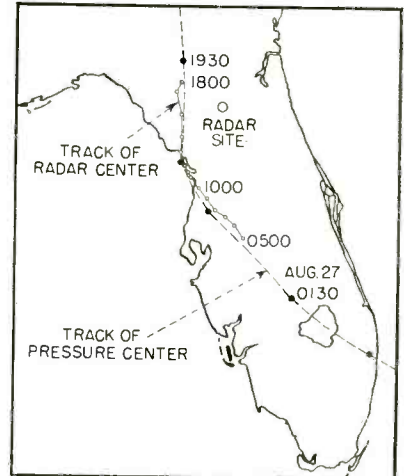 1930
1800
RADAR
SITE
TRACK OF
RADAR CENTER
1000
0500
AUG. 27
0130
TRACK OF
PRESSURE CENTER